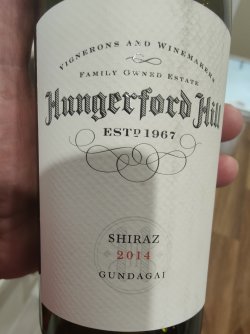 VIGNERONS AND WINEMAKERS
FAMILY OWNED ESTATE
Hungerford Hill
ESTD 1967
SHIRAZ
2014
GUNDAGAI